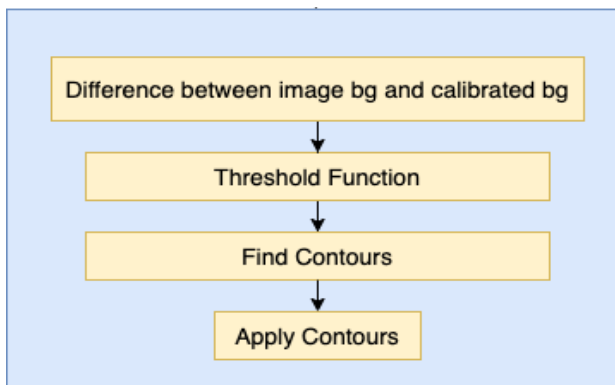 Difference between image bg and calibrated bg
Threshold Function
Find Contours
Apply Contours